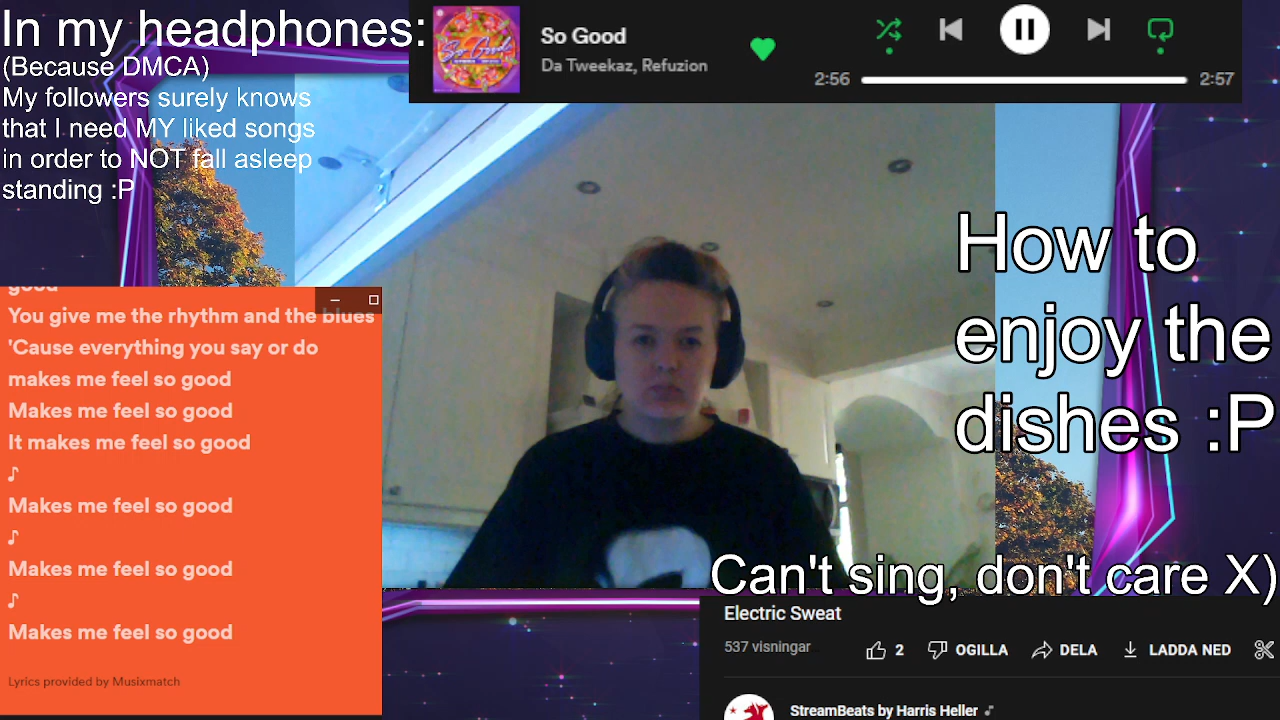 In my headphones:
(Because DMCA)
My followers surely knows
that I need MY liked songs
in order to NOT fall asleep
standing :P
So Good
So Good
Da Tweekaz, Refuzion
2:56
2:57
How to
enjoy the
dishes :P
good
You give me the rhythm and the blues
'Cause everything you say or do
makes me feel so good
Makes me feel so good
It makes me feel so good
♪
Makes me feel so good
♪
Makes me feel so good
♪
Makes me feel so good
Lyrics provided by Musixmatch
Can't sing, don't care X)
Electric Sweat
537 visningar
2
OGILLA
DELA
LADDA NED
StreamBeats by Harris Heller